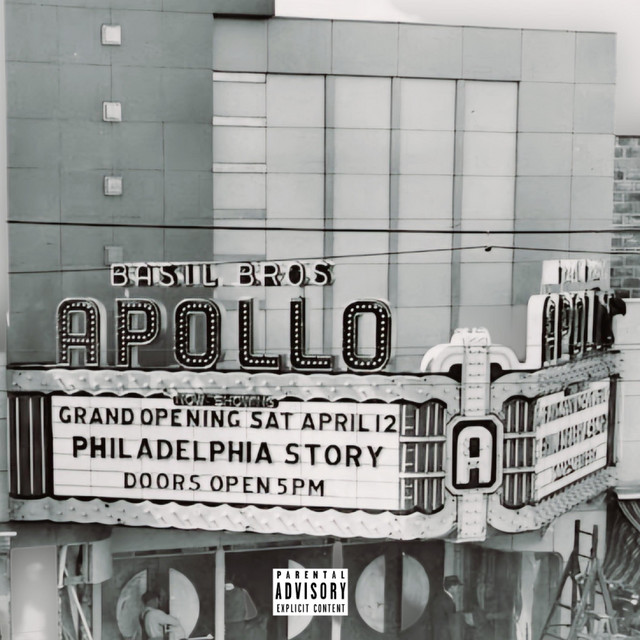 BASIL BROS
APOLLO
NOW SHOWING
GRAND OPENING SAT APRIL 12
PHILADELPHIA STORY
DOORS OPEN 5PM
A
PARENTAL
ADVISORY
EXPLICIT CONTENT